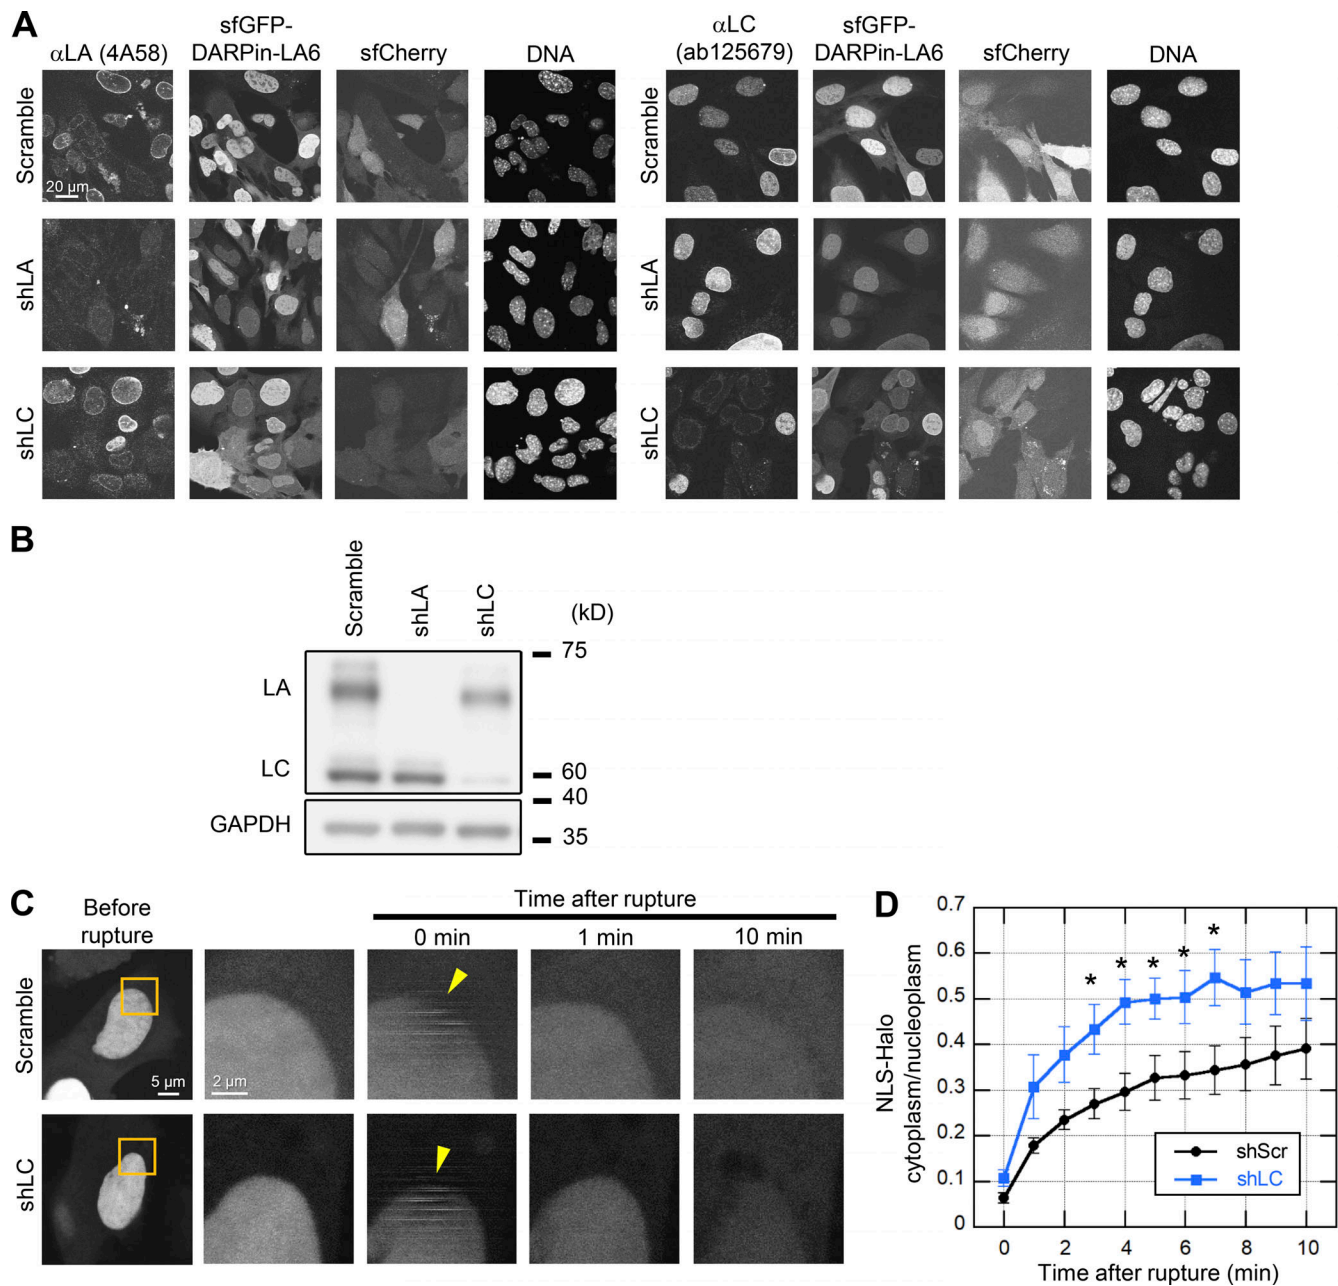 A
αLA (4A58)
sfGFP-
DARPin-LA6
sfCherry
DNA
αLC
(ab125679)
sfGFP-
DARPin-LA6
sfCherry
DNA
Scramble
20 μm
Scramble
shLA
shLA
shLC
shLC
B
Scramble
shLA
shLC
(kD)
75
LA
LC
60
40
GAPDH
35
C
Before
rupture
Time after rupture
0 min
1 min
10 min
Scramble
5 μm
2 μm
shLC
D
NLS-Halo
cytoplasm/nucleoplasm
0.7
0.6
0.5
0.4
0.3
0.2
0.1
0
* * * * *
shScr
shLC
0 2 4 6 8 10
Time after rupture (min)